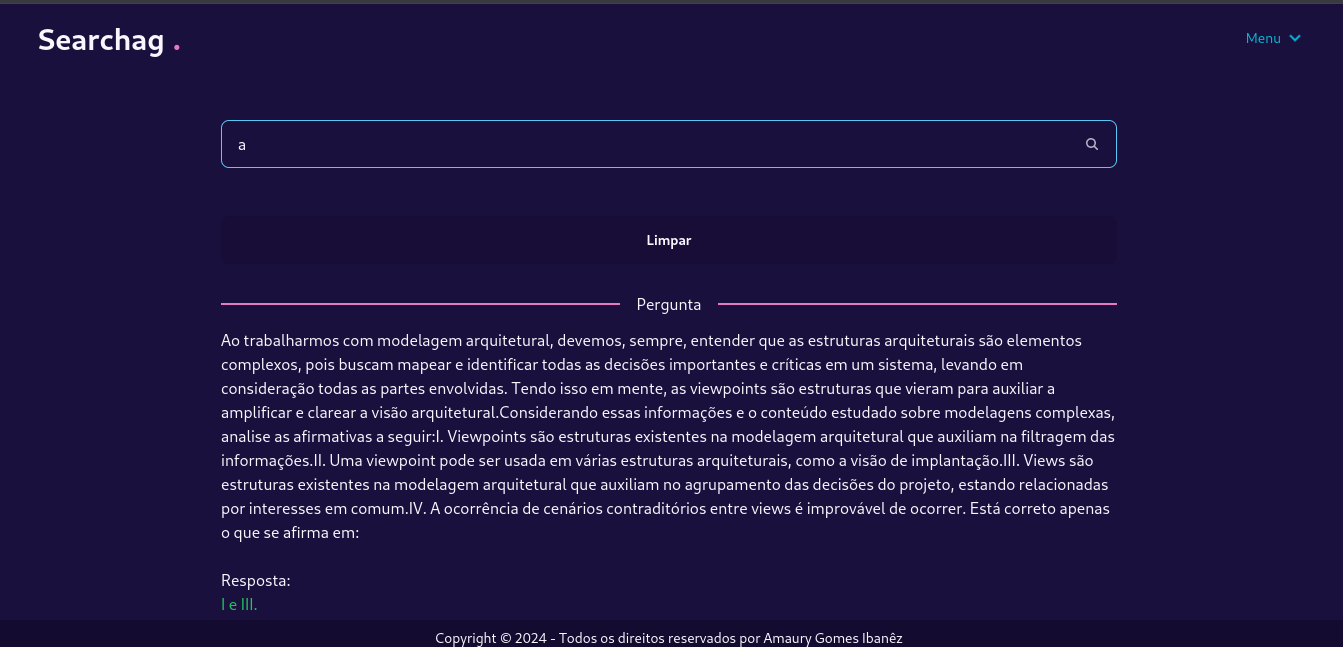 Searchag .
Menu
a
Limpar
Pergunta
Ao trabalharmos com modelagem arquitetural, devemos, sempre, entender que as estruturas arquiteturais são elementos
complexos, pois buscam mapear e identificar todas as decisões importantes e críticas em um sistema, levando em
consideração todas as partes envolvidas. Tendo isso em mente, as viewpoints são estruturas que vieram para auxiliar a
amplificar e clarear a visão arquitetural.Considerando essas informações e o conteúdo estudado sobre modelagens complexas,
analise as afirmativas a seguir:I. Viewpoints são estruturas existentes na modelagem arquitetural que auxiliam na filtragem das
informações.II. Uma viewpoint pode ser usada em várias estruturas arquiteturais, como a visão de implantação.III. Views são
estruturas existentes na modelagem arquitetural que auxiliam no agrupamento das decisões do projeto, estando relacionadas
por interesses em comum.IV. A ocorrência de cenários contraditórios entre views é improvável de ocorrer. Está correto apenas
o que se afirma em:
Resposta:
I e III.
Copyright © 2024 - Todos os direitos reservados por Amaury Gomes Ibanêz